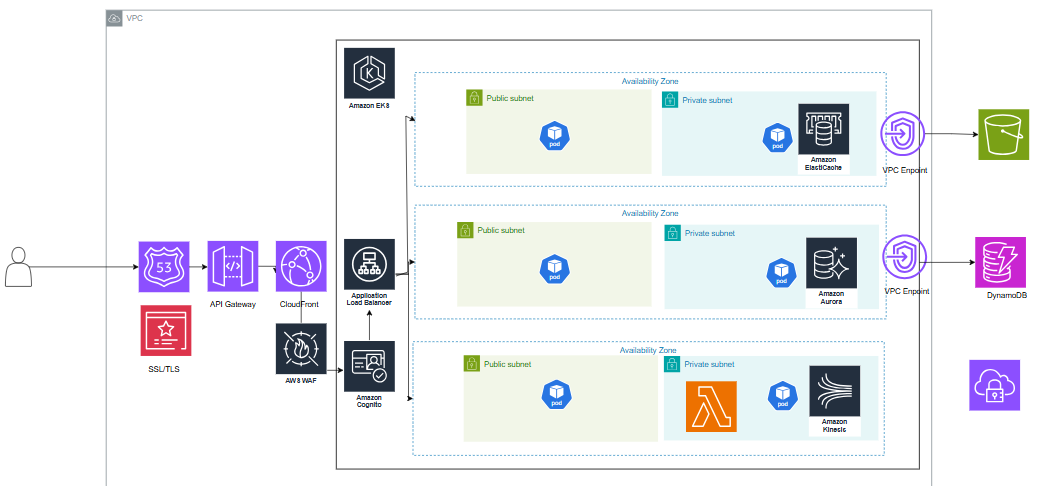 VPC
Amazon EKS
Availability Zone
Public subnet
Private subnet
pod
pod
Amazon
ElastiCache
VPC Enpoint
Availability Zone
Public subnet
Private subnet
pod
pod
Amazon
Aurora
VPC Enpoint
DynamoDB
53
API Gateway
CloudFront
Application
Load Balancer
SSL/TLS
AWS WAF
Amazon
Cognito
Availability Zone
Public subnet
Private subnet
pod
pod
Amazon
Kinesis